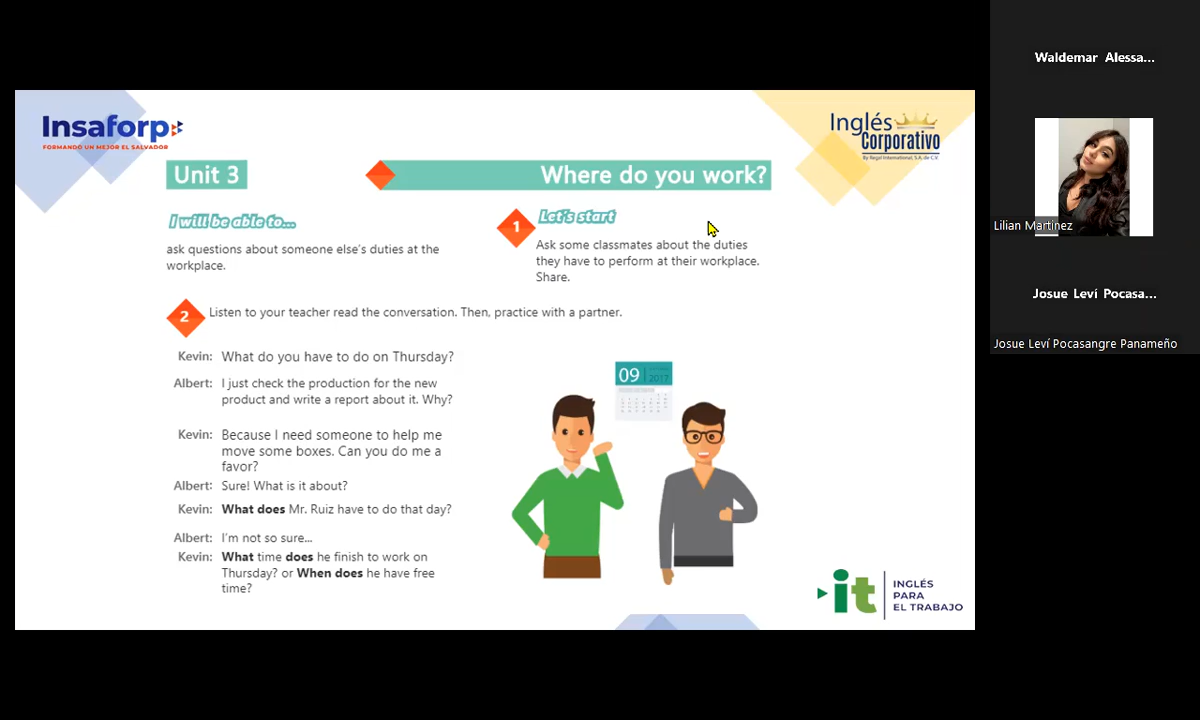 Insaforp
FORMANDO UN MEJOR EL SALVADOR
Inglés
Corporativo
By Regal International, S.A. de C.V.
Unit 3
Where do you work?
I will be able to...
ask questions about someone else's duties at the
workplace.
1
Let's start
Ask some classmates about the duties
they have to perform at their workplace.
Share.
2
Listen to your teacher read the conversation. Then, practice with a partner.
Kevin: What do you have to do on Thursday?
Albert: I just check the production for the new
product and write a report about it. Why?
Kevin: Because I need someone to help me
move some boxes. Can you do me a
favor?
Albert: Sure! What is it about?
Kevin: What does Mr. Ruiz have to do that day?
Albert: I'm not so sure...
Kevin: What time does he finish to work on
Thursday? or When does he have free
time?
09
2017
it
INGLÉS
PARA
EL TRABAJO
Waldemar Alessa...
Lilian Martinez
Josue Leví Pocasa...
Josue Leví Pocasangre Panameño